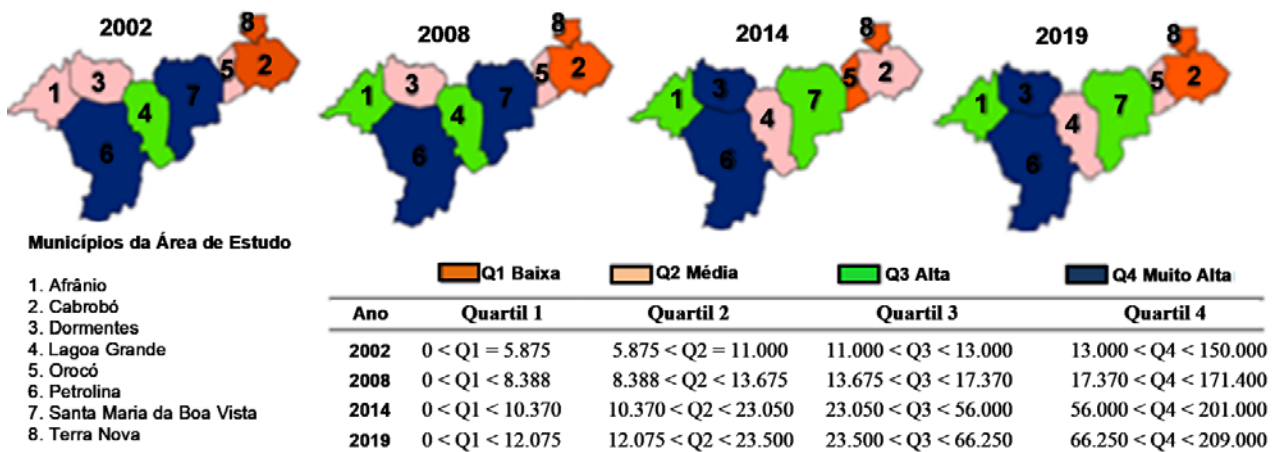 2002
2008
2014
2019
8
5
2
3
1
7
4
6
8
5
2
3
1
7
4
6
8
5
2
3
1
7
4
6
8
5
2
3
1
7
4
6
Municípios da Área de Estudo
1. Afrânio
2. Cabrobó
3. Dormentes
4. Lagoa Grande
5. Orocó
6. Petrolina
7. Santa Maria da Boa Vista
8. Terra Nova
Q1 Baixa Q2 Média Q3 Alta Q4 Muito Alta
Ano Quartil 1 Quartil 2 Quartil 3 Quartil 4
2002 0 < Q1 = 5.875 5.875 < Q2 = 11.000 11.000 < Q3 < 13.000 13.000 < Q4 < 150.000
2008 0 < Q1 < 8.388 8.388 < Q2 < 13.675 13.675 < Q3 < 17.370 17.370 < Q4 < 171.400
2014 0 < Q1 < 10.370 10.370 < Q2 < 23.050 23.050 < Q3 < 56.000 56.000 < Q4 < 201.000
2019 0 < Q1 < 12.075 12.075 < Q2 < 23.500 23.500 < Q3 < 66.250 66.250 < Q4 < 209.000